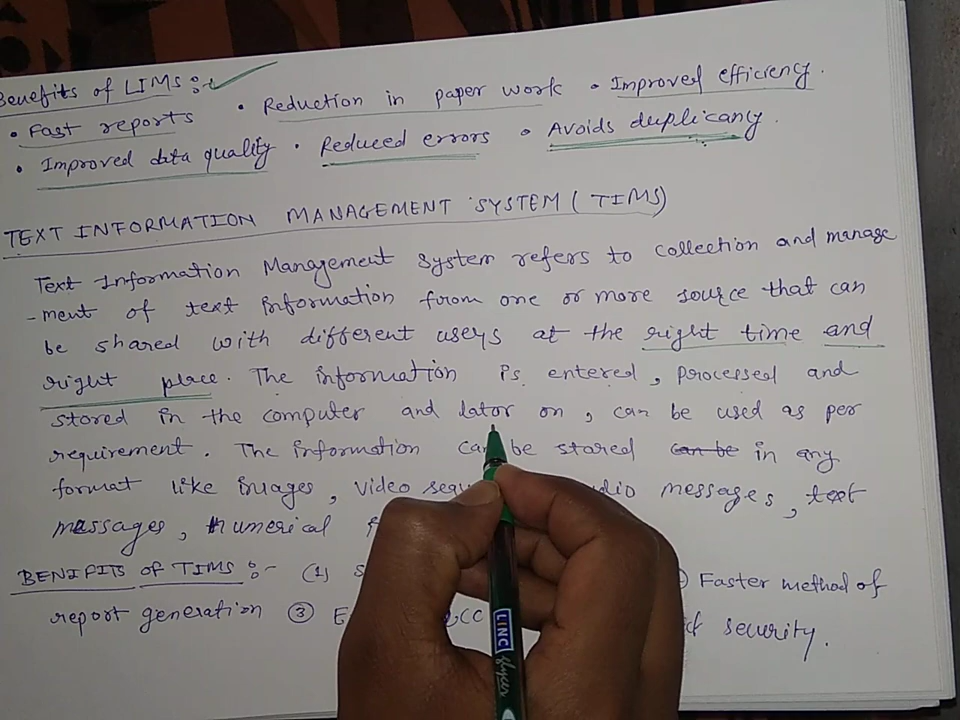 Benefits of LIMS :-
• Fast reports • Reduction in paper work • Improved efficiency.
• Improved data quality • Reduced errors • Avoids duplicancy.
TEXT INFORMATION MANAGEMENT SYSTEM (TIMS)
Text Information Management System refers to collection and manage
-ment of text information from one or more source that can
be shared with different users at the right time and
right place. The information is entered, processed and
stored in the computer and lator on, can be used as per
requirement. The information can be stored can be in any
format like images, video messages, text
messages, numerical
BENIFITS of TIMS :- (1) Faster method of
report generation ③ security.
LINC